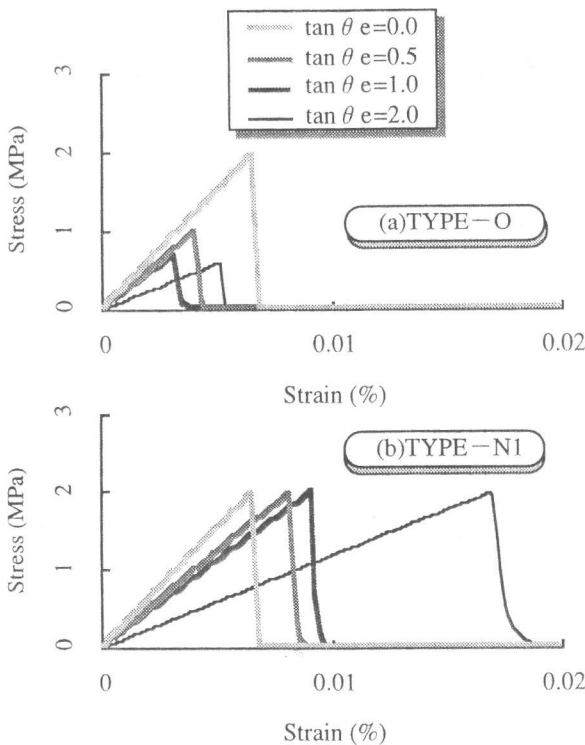 tan θ e=0.0
tan θ e=0.5
tan θ e=1.0
tan θ e=2.0
3
2
1
0
Stress (MPa)
(a)TYPE－O
0
0.01
0.02
Strain (%)
3
2
1
0
Stress (MPa)
(b)TYPE－N1
0
0.01
0.02
Strain (%)